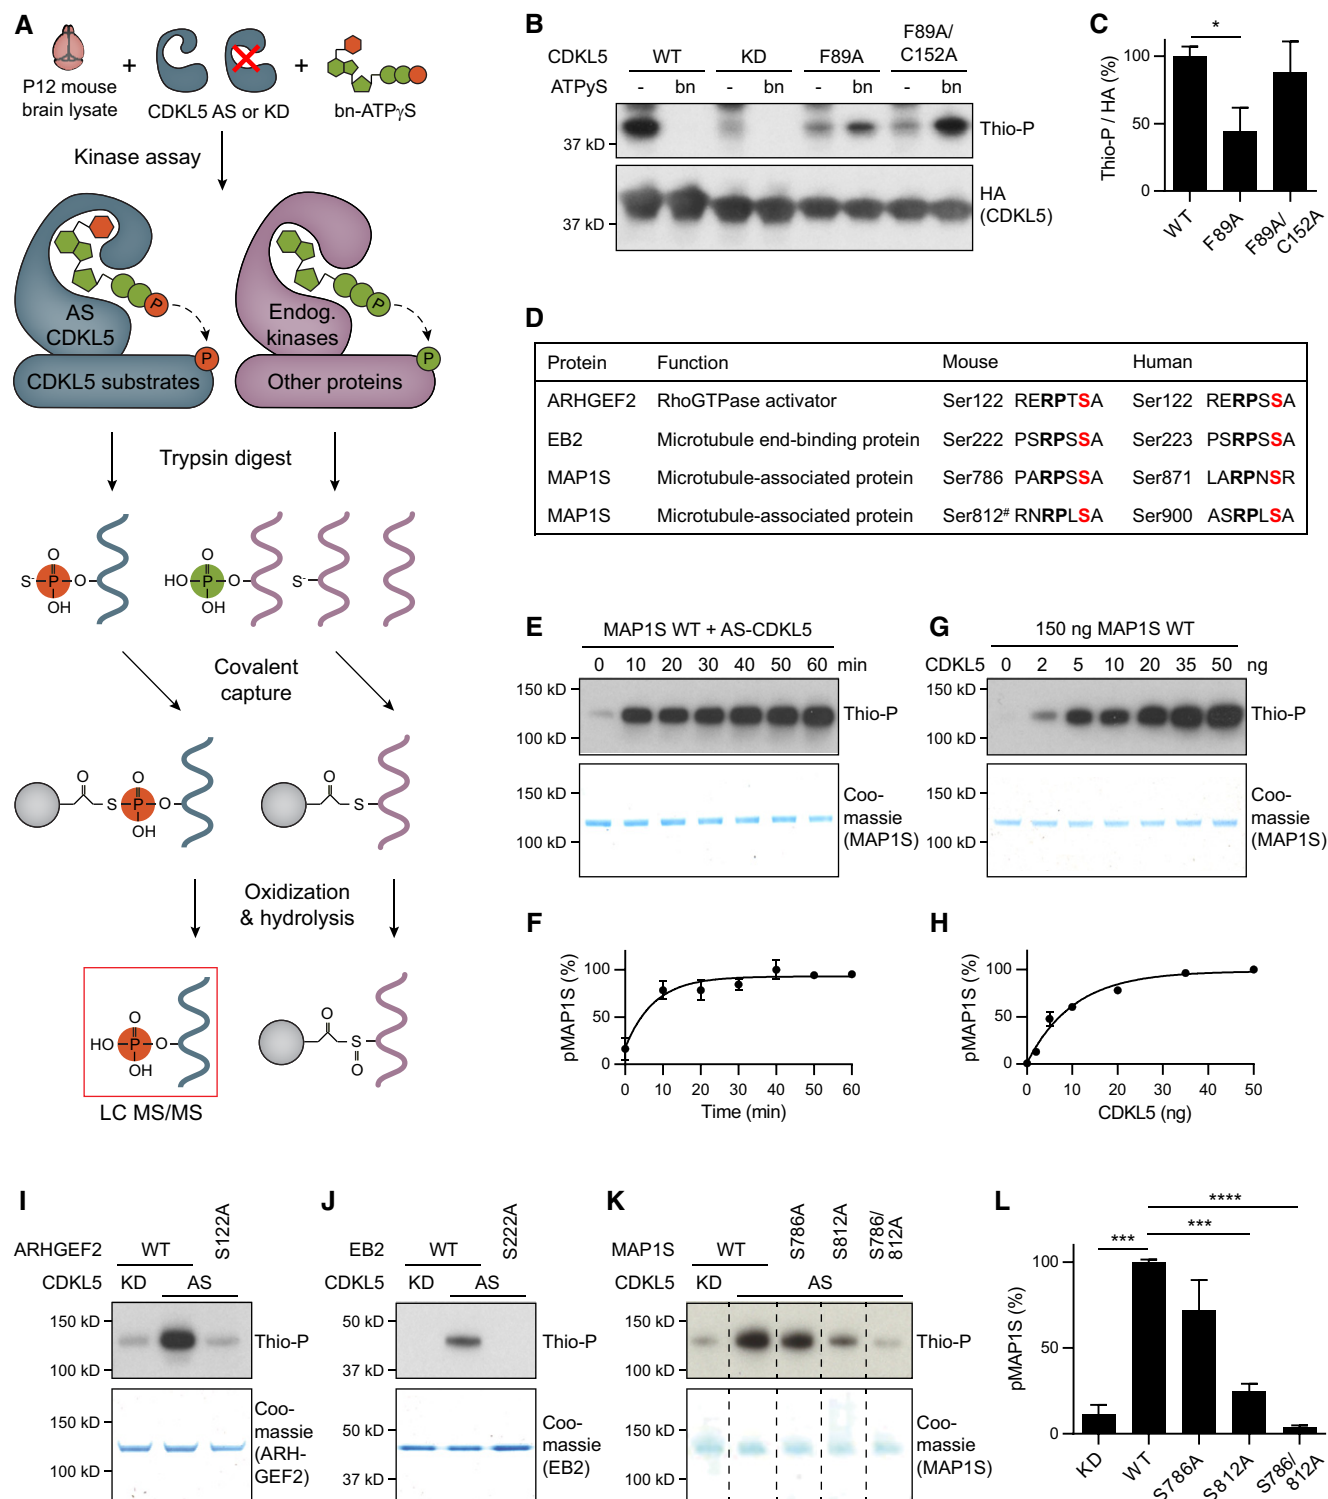 A
P12 mouse
brain lysate
+
CDKL5 AS or KD
+
bn-ATPγS
Kinase assay
AS
CDKL5
P
P
CDKL5 substrates
Endog.
kinases
P
P
Other proteins
Trypsin digest
O
S⁻ P O
OH
O
HO P O
OH
S⁻
Covalent
capture
O O
S P O
OH
O
S
Oxidization
& hydrolysis
O
HO P O
OH
O
S
O
LC MS/MS
B
CDKL5 WT KD F89A F89A/
C152A
ATPγS - bn - bn - bn - bn
37 kD
Thio-P
37 kD
HA
(CDKL5)
C
Thio-P / HA (%)
100
50
0
*
WT
F89A
F89A/
C152A
D
Protein Function Mouse Human
ARHGEF2 RhoGTPase activator Ser122 RERPTSA Ser122 RERPSSA
EB2 Microtubule end-binding protein Ser222 PSRPSSA Ser223 PSRPSSA
MAP1S Microtubule-associated protein Ser786 PARPSSA Ser871 LARPNSR
MAP1S Microtubule-associated protein Ser812# RNRPLSA Ser900 ASRPLSA
E
MAP1S WT + AS-CDKL5
0 10 20 30 40 50 60 min
150 kD
100 kD
Thio-P
150 kD
100 kD
Coo-
massie
(MAP1S)
G
150 ng MAP1S WT
CDKL5 0 2 5 10 20 35 50 ng
150 kD
100 kD
Thio-P
150 kD
100 kD
Coo-
massie
(MAP1S)
F
pMAP1S (%)
100
50
0
0 10 20 30 40 50 60
Time (min)
H
pMAP1S (%)
100
50
0
0 10 20 30 40 50
CDKL5 (ng)
I
ARHGEF2 WT S122A
CDKL5 KD AS
150 kD
100 kD
Thio-P
150 kD
100 kD
Coo-
massie
(ARH-
GEF2)
J
EB2 WT S222A
CDKL5 KD AS
50 kD
37 kD
Thio-P
50 kD
37 kD
Coo-
massie
(EB2)
K
MAP1S WT S786A S812A S786/
812A
CDKL5 KD AS
150 kD
100 kD
Thio-P
150 kD
100 kD
Coo-
massie
(MAP1S)
L
pMAP1S (%)
100
50
0
****
***
***
KD
WT
S786A
S812A
S786/
812A